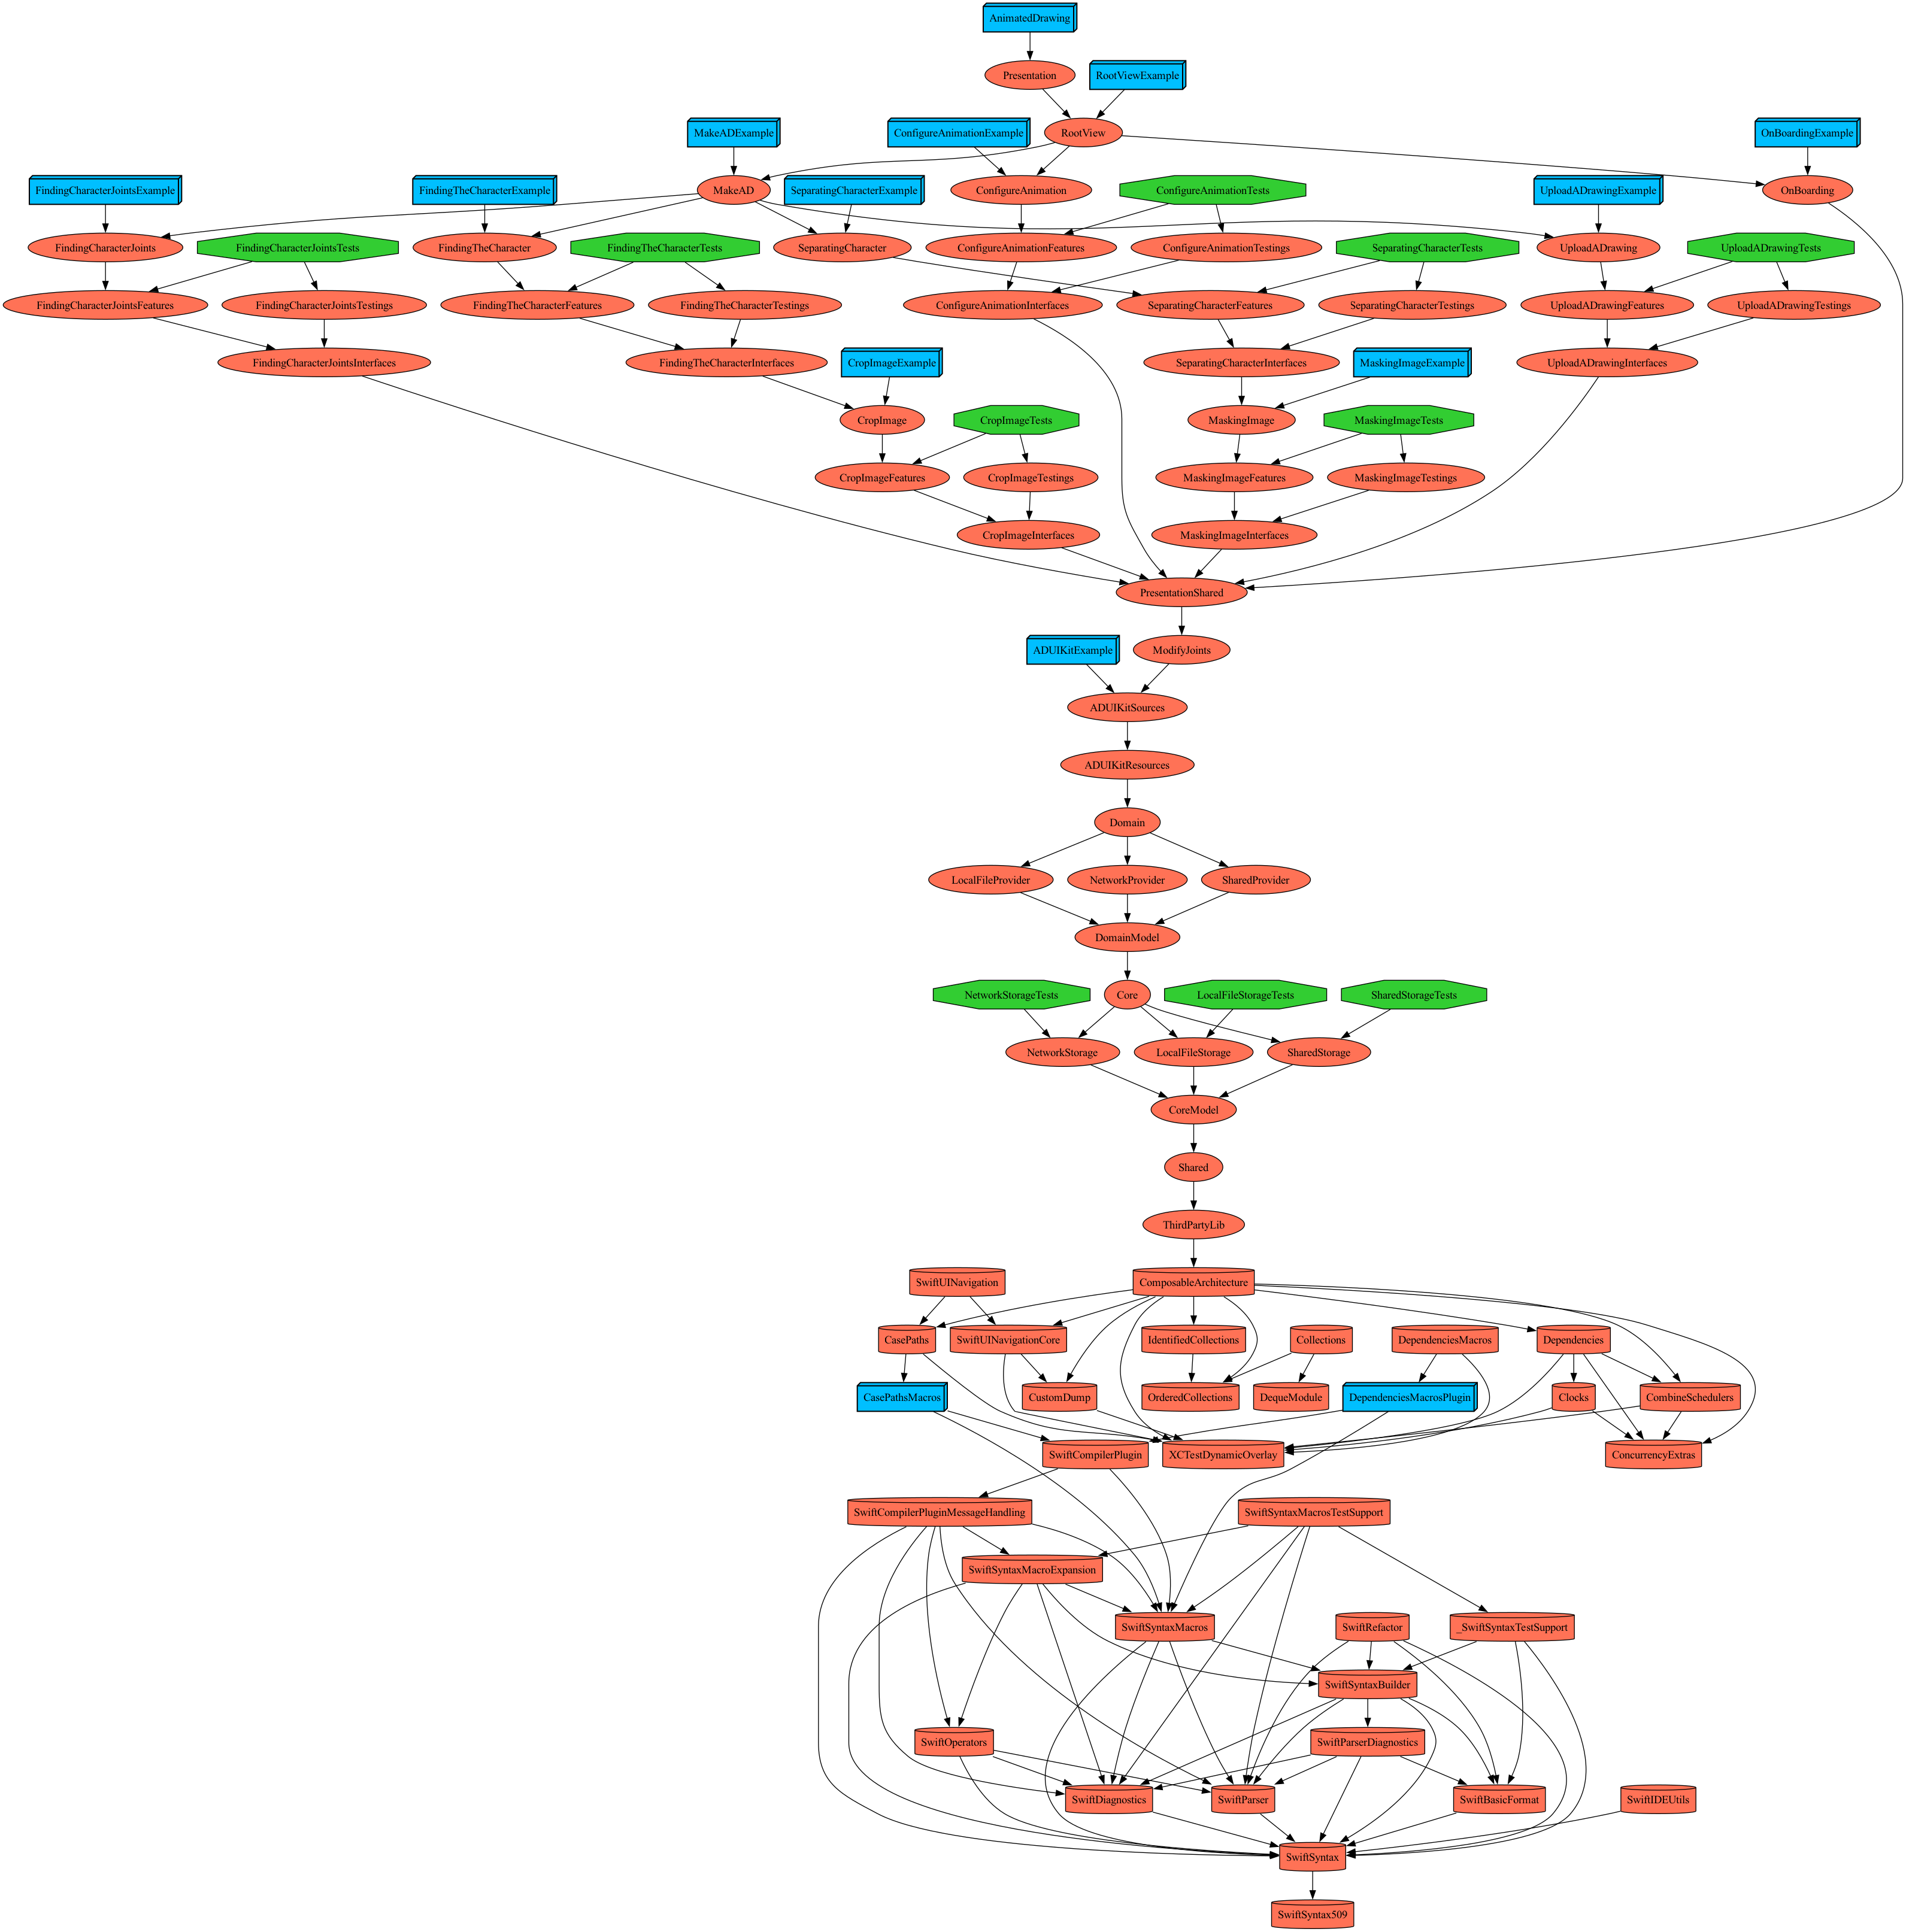 AnimatedDrawing
Presentation
RootViewExample
MakeADExample
ConfigureAnimationExample
RootView
OnBoardingExample
FindingCharacterJointsExample
FindingTheCharacterExample
MakeAD
SeparatingCharacterExample
ConfigureAnimation
ConfigureAnimationTests
UploadADrawingExample
OnBoarding
FindingCharacterJoints
FindingCharacterJointsTests
FindingTheCharacter
FindingTheCharacterTests
SeparatingCharacter
ConfigureAnimationFeatures
ConfigureAnimationTestings
SeparatingCharacterTests
UploadADrawing
UploadADrawingTests
FindingCharacterJointsFeatures
FindingCharacterJointsTestings
FindingTheCharacterFeatures
FindingTheCharacterTestings
ConfigureAnimationInterfaces
SeparatingCharacterFeatures
SeparatingCharacterTestings
UploadADrawingFeatures
UploadADrawingTestings
FindingCharacterJointsInterfaces
FindingTheCharacterInterfaces
CropImageExample
SeparatingCharacterInterfaces
MaskingImageExample
UploadADrawingInterfaces
CropImage
CropImageTests
MaskingImage
MaskingImageTests
CropImageFeatures
CropImageTestings
MaskingImageFeatures
MaskingImageTestings
CropImageInterfaces
MaskingImageInterfaces
PresentationShared
ADUIKitExample
ModifyJoints
ADUIKitSources
ADUIKitResources
Domain
LocalFileProvider
NetworkProvider
SharedProvider
DomainModel
NetworkStorageTests
Core
LocalFileStorageTests
SharedStorageTests
NetworkStorage
LocalFileStorage
SharedStorage
CoreModel
Shared
ThirdPartyLib
SwiftUINavigation
ComposableArchitecture
CasePaths
SwiftUINavigationCore
IdentifiedCollections
Collections
DependenciesMacros
Dependencies
CasePathsMacros
CustomDump
OrderedCollections
DequeModule
DependenciesMacrosPlugin
Clocks
CombineSchedulers
SwiftCompilerPlugin
XCTestDynamicOverlay
ConcurrencyExtras
SwiftCompilerPluginMessageHandling
SwiftSyntaxMacrosTestSupport
SwiftSyntaxMacroExpansion
SwiftSyntaxMacros
SwiftRefactor
_SwiftSyntaxTestSupport
SwiftSyntaxBuilder
SwiftOperators
SwiftParserDiagnostics
SwiftDiagnostics
SwiftParser
SwiftBasicFormat
SwiftIDEUtils
SwiftSyntax
SwiftSyntax509